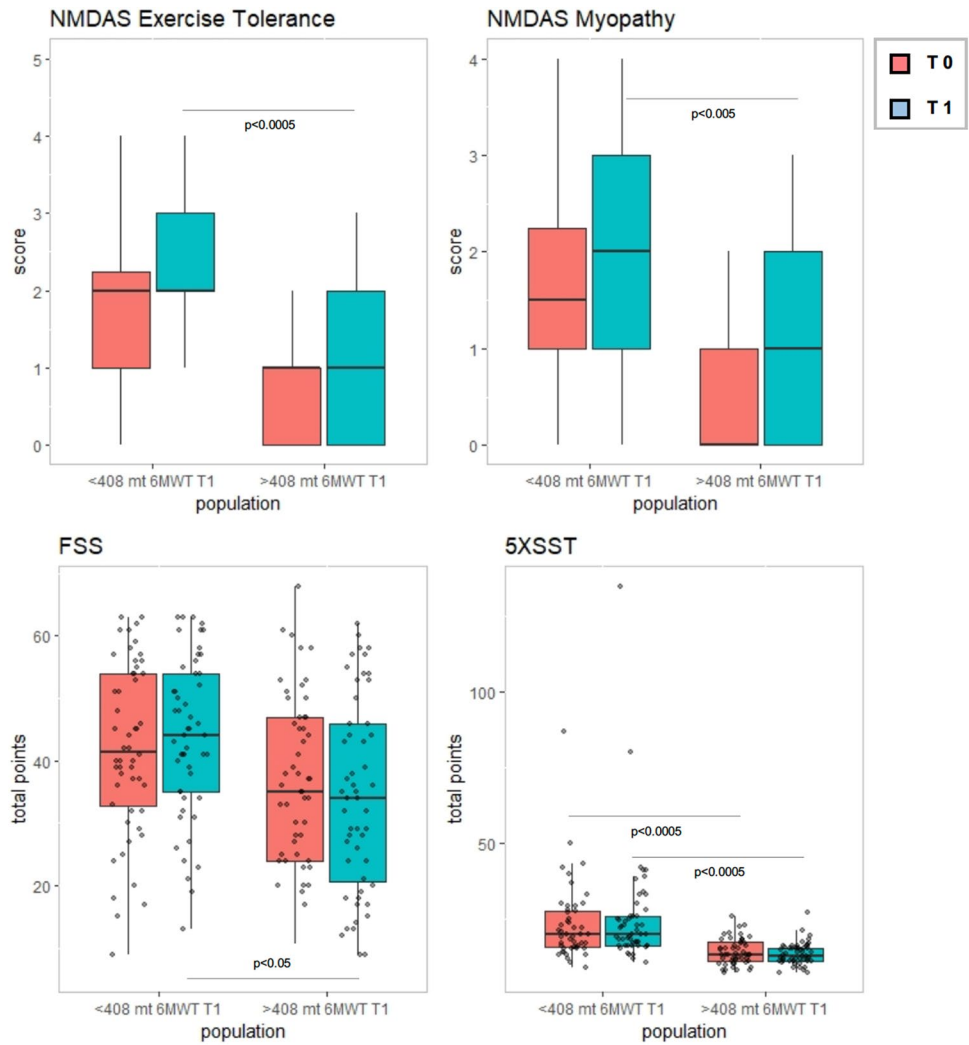 NMDAS Exercise Tolerance
5
4
3
2
1
0
score
p<0.0005
<408 mt 6MWT T1
>408 mt 6MWT T1
population
NMDAS Myopathy
4
3
2
1
0
score
p<0.005
<408 mt 6MWT T1
>408 mt 6MWT T1
population
T 0
T 1
FSS
60
40
20
total points
p<0.05
<408 mt 6MWT T1
>408 mt 6MWT T1
population
5XSST
100
50
total points
p<0.0005
p<0.0005
<408 mt 6MWT T1
>408 mt 6MWT T1
population